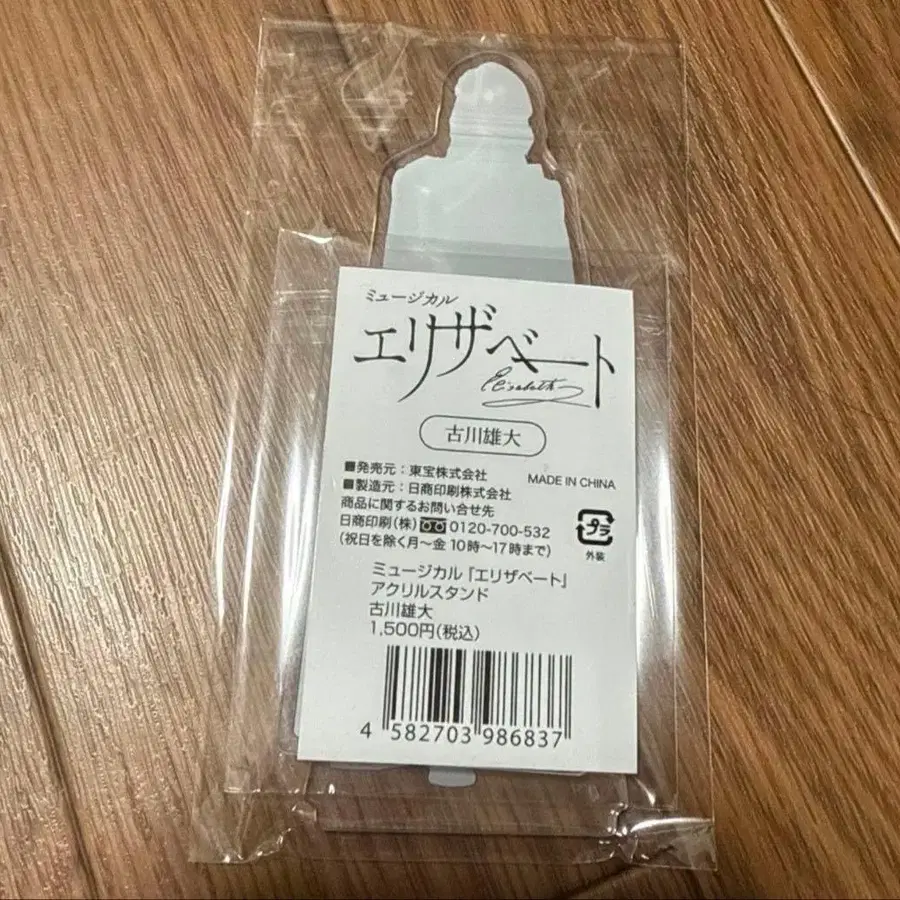 ミュージカル
エリザベート
Elisabeth
古川雄大
■発売元：東宝株式会社
MADE IN CHINA
■製造元：日商印刷株式会社
商品に関するお問い合せ先
日商印刷(株) 0120-700-532
(祝日を除く月～金 10時～17時まで)
プラ
外装
ミュージカル「エリザベート」
アクリルスタンド
古川雄大
1,500円(税込)
4 582703 986837